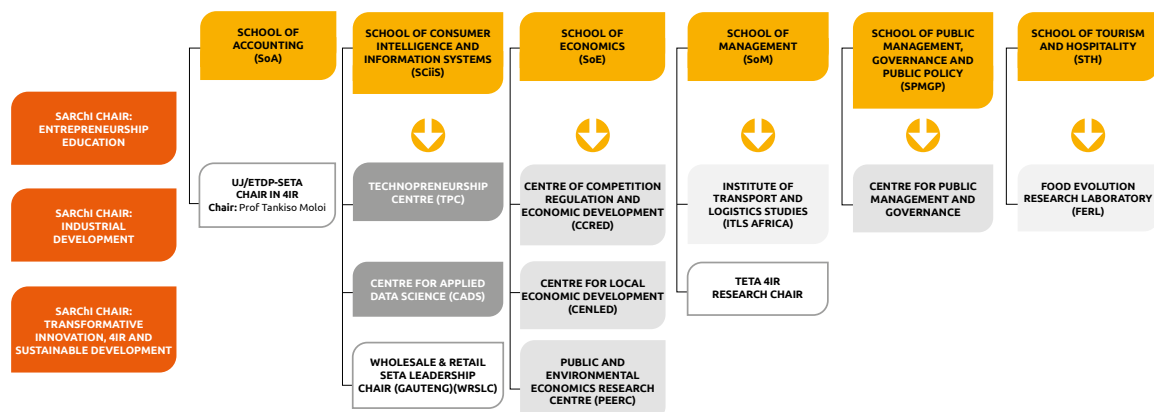 SCHOOL OF
ACCOUNTING
(SoA)
SCHOOL OF CONSUMER
INTELLIGENCE AND
INFORMATION SYSTEMS
(SCiiS)
SCHOOL OF
ECONOMICS
(SoE)
SCHOOL OF
MANAGEMENT
(SoM)
SCHOOL OF PUBLIC
MANAGEMENT,
GOVERNANCE AND
PUBLIC POLICY
(SPMGP)
SCHOOL OF TOURISM
AND HOSPITALITY
(STH)
SARChI CHAIR:
ENTREPRENEURSHIP
EDUCATION
SARChI CHAIR:
INDUSTRIAL
DEVELOPMENT
SARChI CHAIR:
TRANSFORMATIVE
INNOVATION, 4IR AND
SUSTAINABLE DEVELOPMENT
UJ/ETDP-SETA
CHAIR IN 4IR
Chair: Prof Tankiso Moloi
TECHNOPRENEURSHIP
CENTRE (TPC)
CENTRE FOR APPLIED
DATA SCIENCE (CADS)
WHOLESALE & RETAIL
SETA LEADERSHIP
CHAIR (GAUTENG)(WRSLC)
CENTRE OF COMPETITION
REGULATION AND
ECONOMIC DEVELOPMENT
(CCRED)
CENTRE FOR LOCAL
ECONOMIC DEVELOPMENT
(CENLED)
PUBLIC AND
ENVIRONMENTAL
ECONOMICS RESEARCH
CENTRE (PEERC)
INSTITUTE OF
TRANSPORT AND
LOGISTICS STUDIES
(ITLS AFRICA)
TETA 4IR
RESEARCH CHAIR
CENTRE FOR PUBLIC
MANAGEMENT AND
GOVERNANCE
FOOD EVOLUTION
RESEARCH LABORATORY
(FERL)